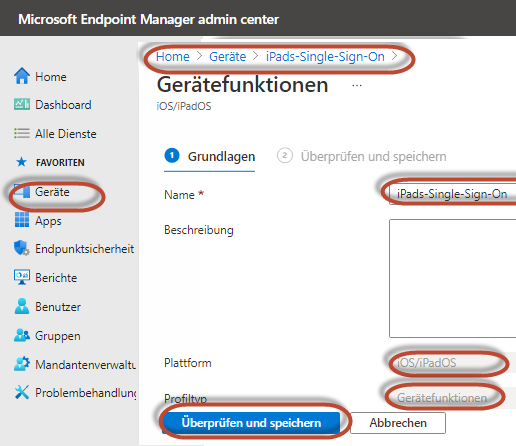 Microsoft Endpoint Manager admin center
Home > Geräte > iPads-Single-Sign-On >
Gerätefunktionen ...
iOS/iPadOS
Home
Dashboard
Alle Dienste
FAVORITEN
Geräte
Apps
Endpunktsicherheit
Berichte
Benutzer
Gruppen
Mandantenverwaltu
Problembehandlung
1 Grundlagen 2 Überprüfen und speichern
Name * iPads-Single-Sign-On
Beschreibung
Plattform iOS/iPadOS
Profiltyp Gerätefunktionen
Überprüfen und speichern Abbrechen